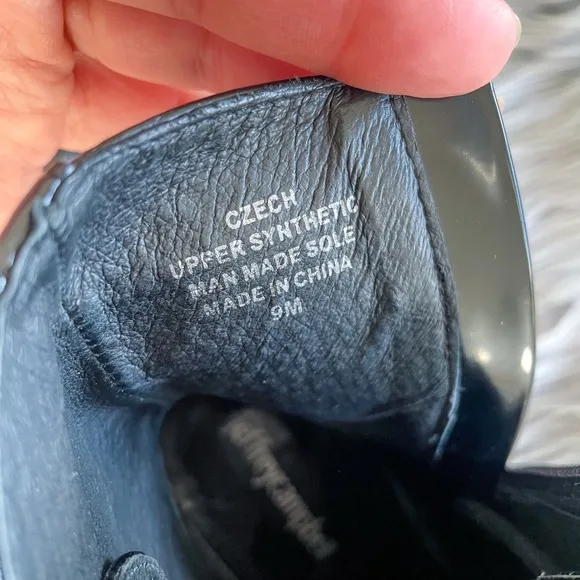 CZECH
UPPER SYNTHETIC
MAN MADE SOLE
MADE IN CHINA
9M